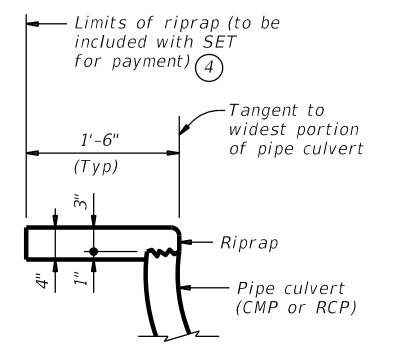 Limits of riprap (to be
included with SET
for payment) 4
Tangent to
widest portion
of pipe culvert
1'-6"
(Typ)
3"
4"
1"
Riprap
Pipe culvert
(CMP or RCP)